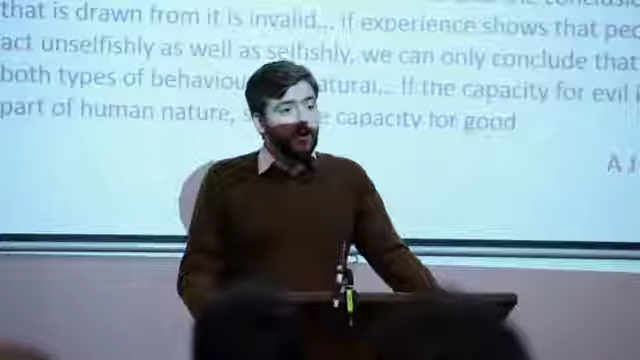 that is drawn from it is invalid... if experience shows that
act unselfishly as well as selfishly, we can only conclude that
both types of behaviou natural... If the capacity for evil
part of human nature, s e capacity for good
A